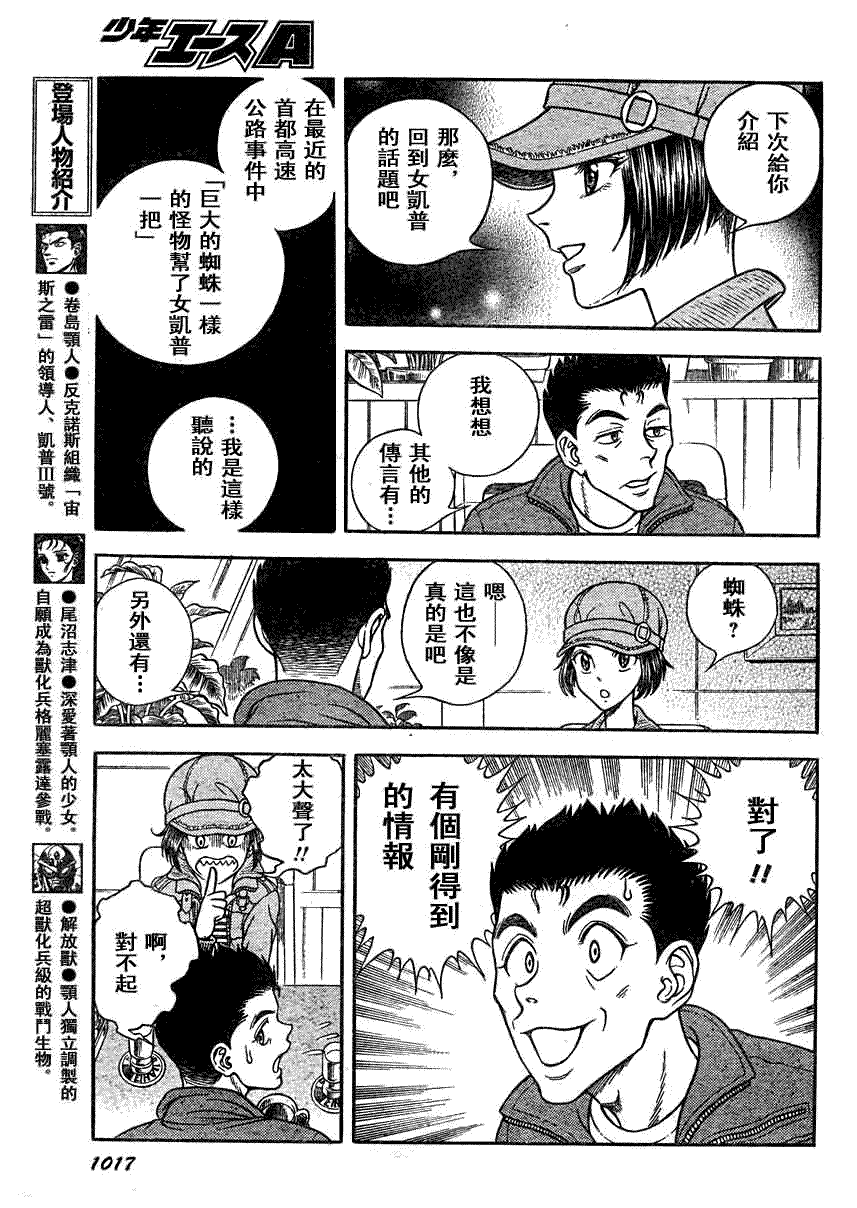 少年エースA
下次給你
介紹
那麼，
回到女凱普
的話題吧
在最近的
首都高速
公路事件
中
「巨大的蜘蛛一樣
的怪物幫了女凱普
一把」
…我是這樣
聽說的
我想想
其他的
傳言有…
蜘蛛？
嗯──
這也不像是
真的是吧
另外還有…
對了!!
有個剛得到
的情報
太大聲了!!
啊，
對不起
登場人物紹介
●卷島顎人●反克諾斯組織「宙
斯之雷」的領導人、凱普Ⅲ號。
●尾沼志津●深愛著顎人的少女。
自願成為獸化兵格麗塞露達參戰。
●解放獸●顎人獨立調製的
超獸化兵級的戰鬥生物。
1017